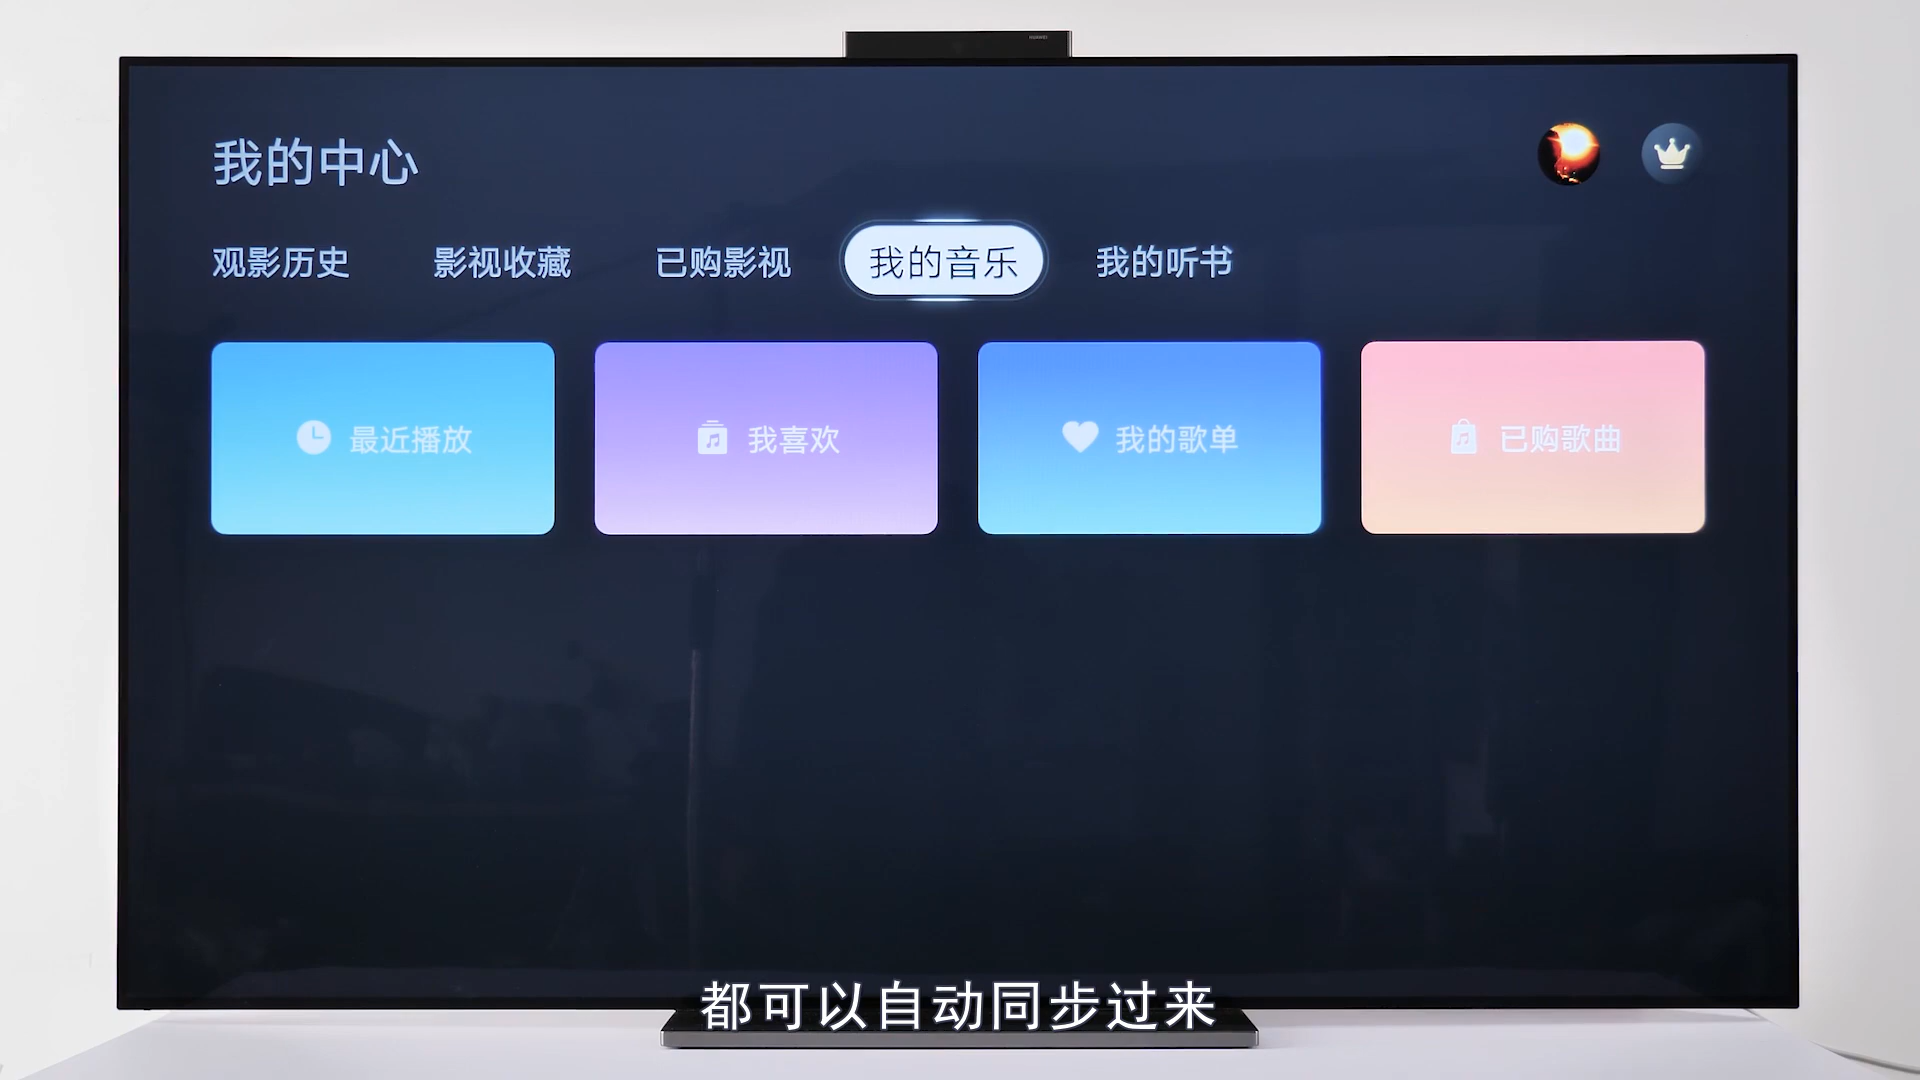 HUAWEI
我的中心
观影历史 影视收藏 已购影视 我的音乐 我的听书
最近播放 我喜欢 我的歌单 已购歌曲
都可以自动同步过来